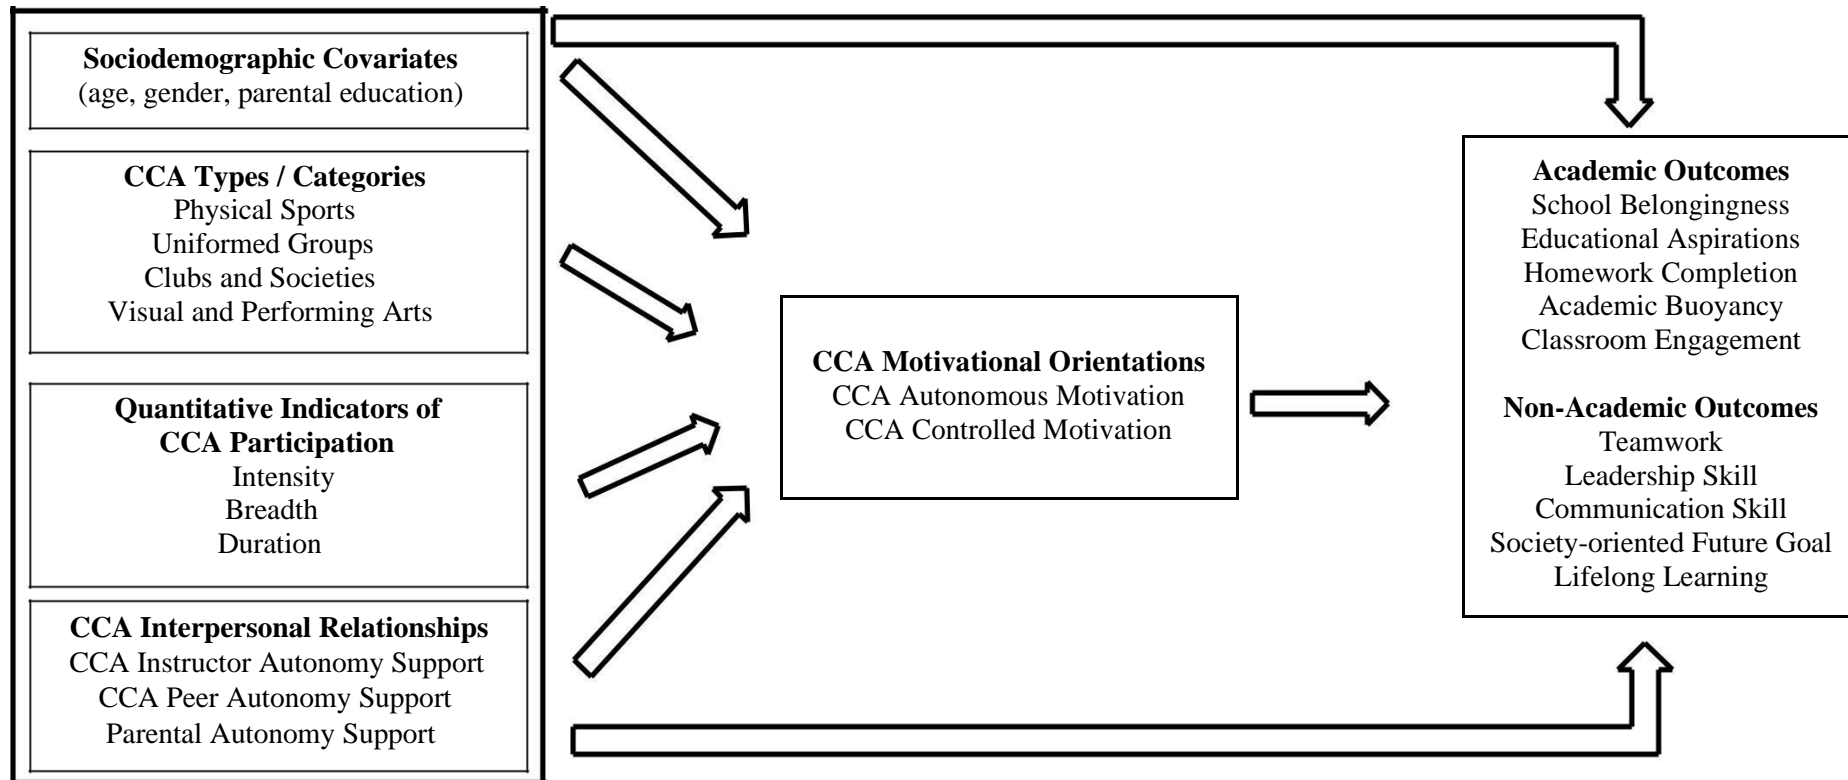 Sociodemographic Covariates
(age, gender, parental education)
CCA Types / Categories
Physical Sports
Uniformed Groups
Clubs and Societies
Visual and Performing Arts
Quantitative Indicators of
CCA Participation
Intensity
Breadth
Duration
CCA Interpersonal Relationships
CCA Instructor Autonomy Support
CCA Peer Autonomy Support
Parental Autonomy Support
CCA Motivational Orientations
CCA Autonomous Motivation
CCA Controlled Motivation
Academic Outcomes
School Belongingness
Educational Aspirations
Homework Completion
Academic Buoyancy
Classroom Engagement
Non-Academic Outcomes
Teamwork
Leadership Skill
Communication Skill
Society-oriented Future Goal
Lifelong Learning